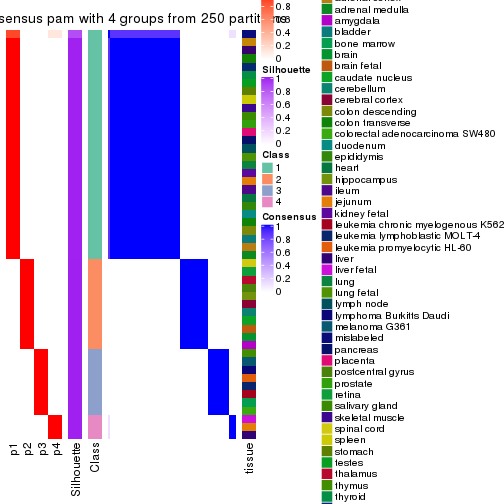 sensus pam with 4 groups from 250 partit
0.8
0.6
0.4
0.2
0
Silhouette
1
0.8
0.6
0.4
0.2
0
Class
1
2
3
4
Consensus
1
0.8
0.6
0.4
0.2
0
p1
p2
p3
p4
Silhouette
Class
tissue
adrenal medulla
amygdala
bladder
bone marrow
brain
brain fetal
caudate nucleus
cerebellum
cerebral cortex
colon descending
colon transverse
colorectal adenocarcinoma SW480
duodenum
epididymis
heart
hippocampus
ileum
jejunum
kidney fetal
leukemia chronic myelogenous K562
leukemia lymphoblastic MOLT-4
leukemia promyelocytic HL-60
liver
liver fetal
lung
lung fetal
lymph node
lymphoma Burkitts Daudi
melanoma G361
mislabeled
pancreas
placenta
postcentral gyrus
prostate
retina
salivary gland
skeletal muscle
spinal cord
spleen
stomach
testes
thalamus
thymus
thyroid